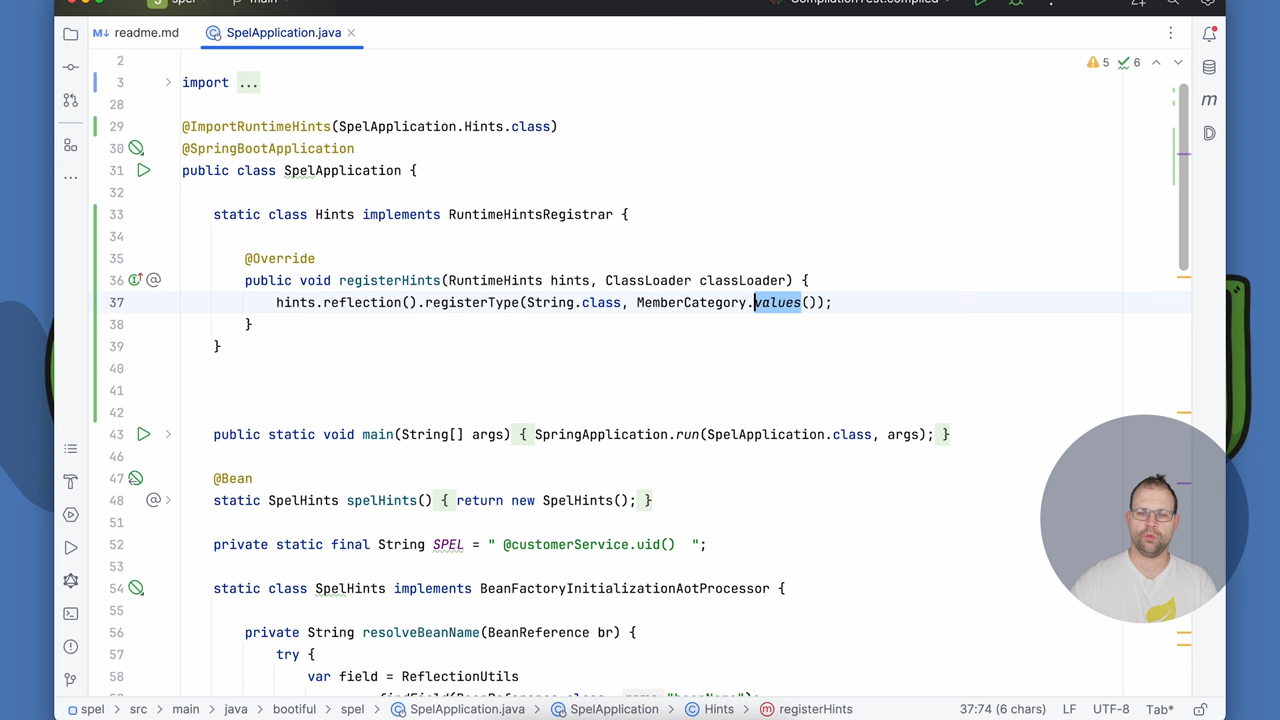 spel main CompilationTest.compiled
M↓ readme.md SpelApplication.java
2
3 import ...
28
29 @ImportRuntimeHints(SpelApplication.Hints.class)
30 @SpringBootApplication
31 public class SpelApplication {
32
33 static class Hints implements RuntimeHintsRegistrar {
34
35 @Override
36 public void registerHints(RuntimeHints hints, ClassLoader classLoader) {
37 hints.reflection().registerType(String.class, MemberCategory.values());
38 }
39 }
40
41
42
43 public static void main(String[] args) { SpringApplication.run(SpelApplication.class, args); }
46
47 @Bean
48 static SpelHints spelHints() { return new SpelHints(); }
51
52 private static final String SPEL = " @customerService.uid()  ";
53
54 static class SpelHints implements BeanFactoryInitializationAotProcessor {
55
56 private String resolveBeanName(BeanReference br) {
57 try {
58 var field = ReflectionUtils
5 6
spel > src > main > java > bootiful > spel > SpelApplication.java > SpelApplication > Hints > registerHints 37:74 (6 chars) LF UTF-8 Tab*